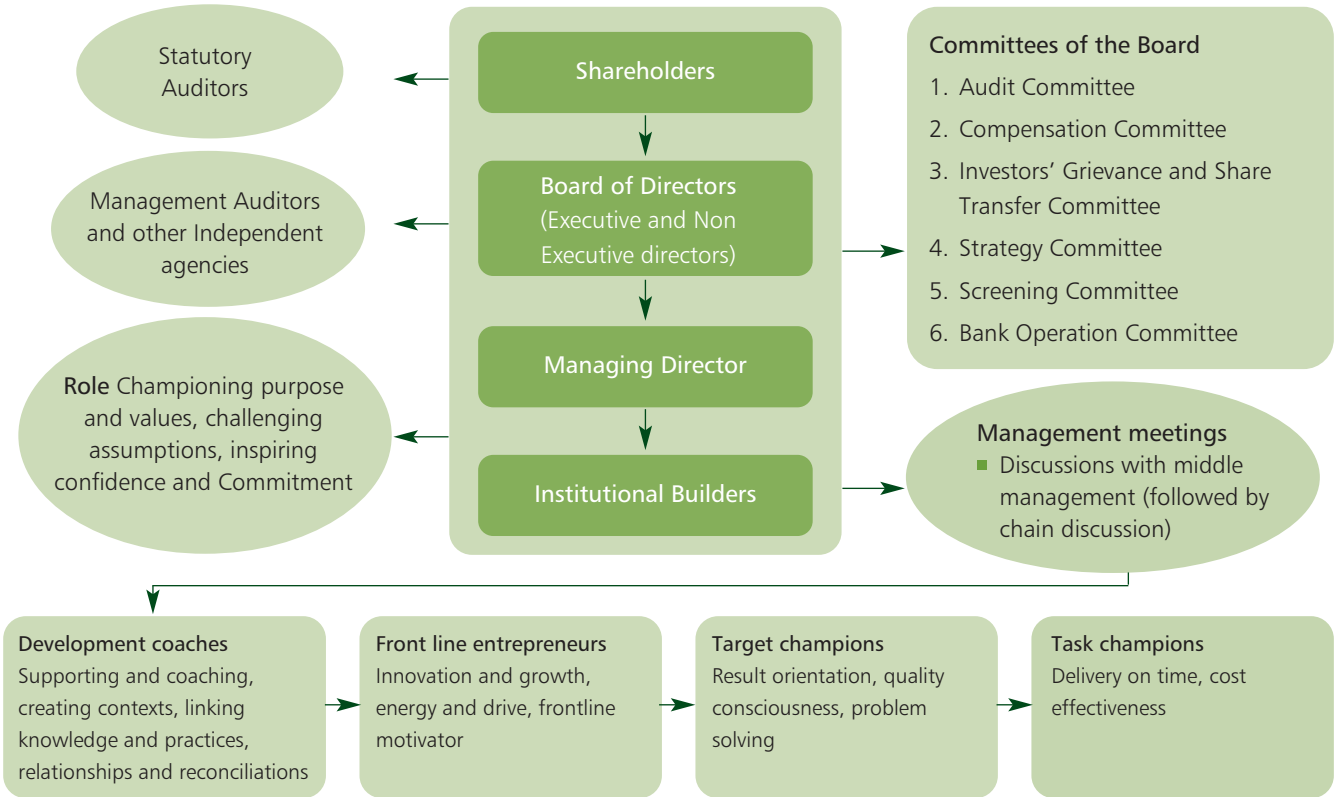 Statutory
Auditors
Shareholders
Committees of the Board
1. Audit Committee
2. Compensation Committee
3. Investors’ Grievance and Share
Transfer Committee
4. Strategy Committee
5. Screening Committee
6. Bank Operation Committee
Management Auditors
and other Independent
agencies
Board of Directors
(Executive and Non
Executive directors)
Managing Director
Role Championing purpose
and values, challenging
assumptions, inspiring
confidence and Commitment
Institutional Builders
Management meetings
■ Discussions with middle
management (followed by
chain discussion)
Development coaches
Supporting and coaching,
creating contexts, linking
knowledge and practices,
relationships and reconciliations
Front line entrepreneurs
Innovation and growth,
energy and drive, frontline
motivator
Target champions
Result orientation, quality
consciousness, problem
solving
Task champions
Delivery on time, cost
effectiveness